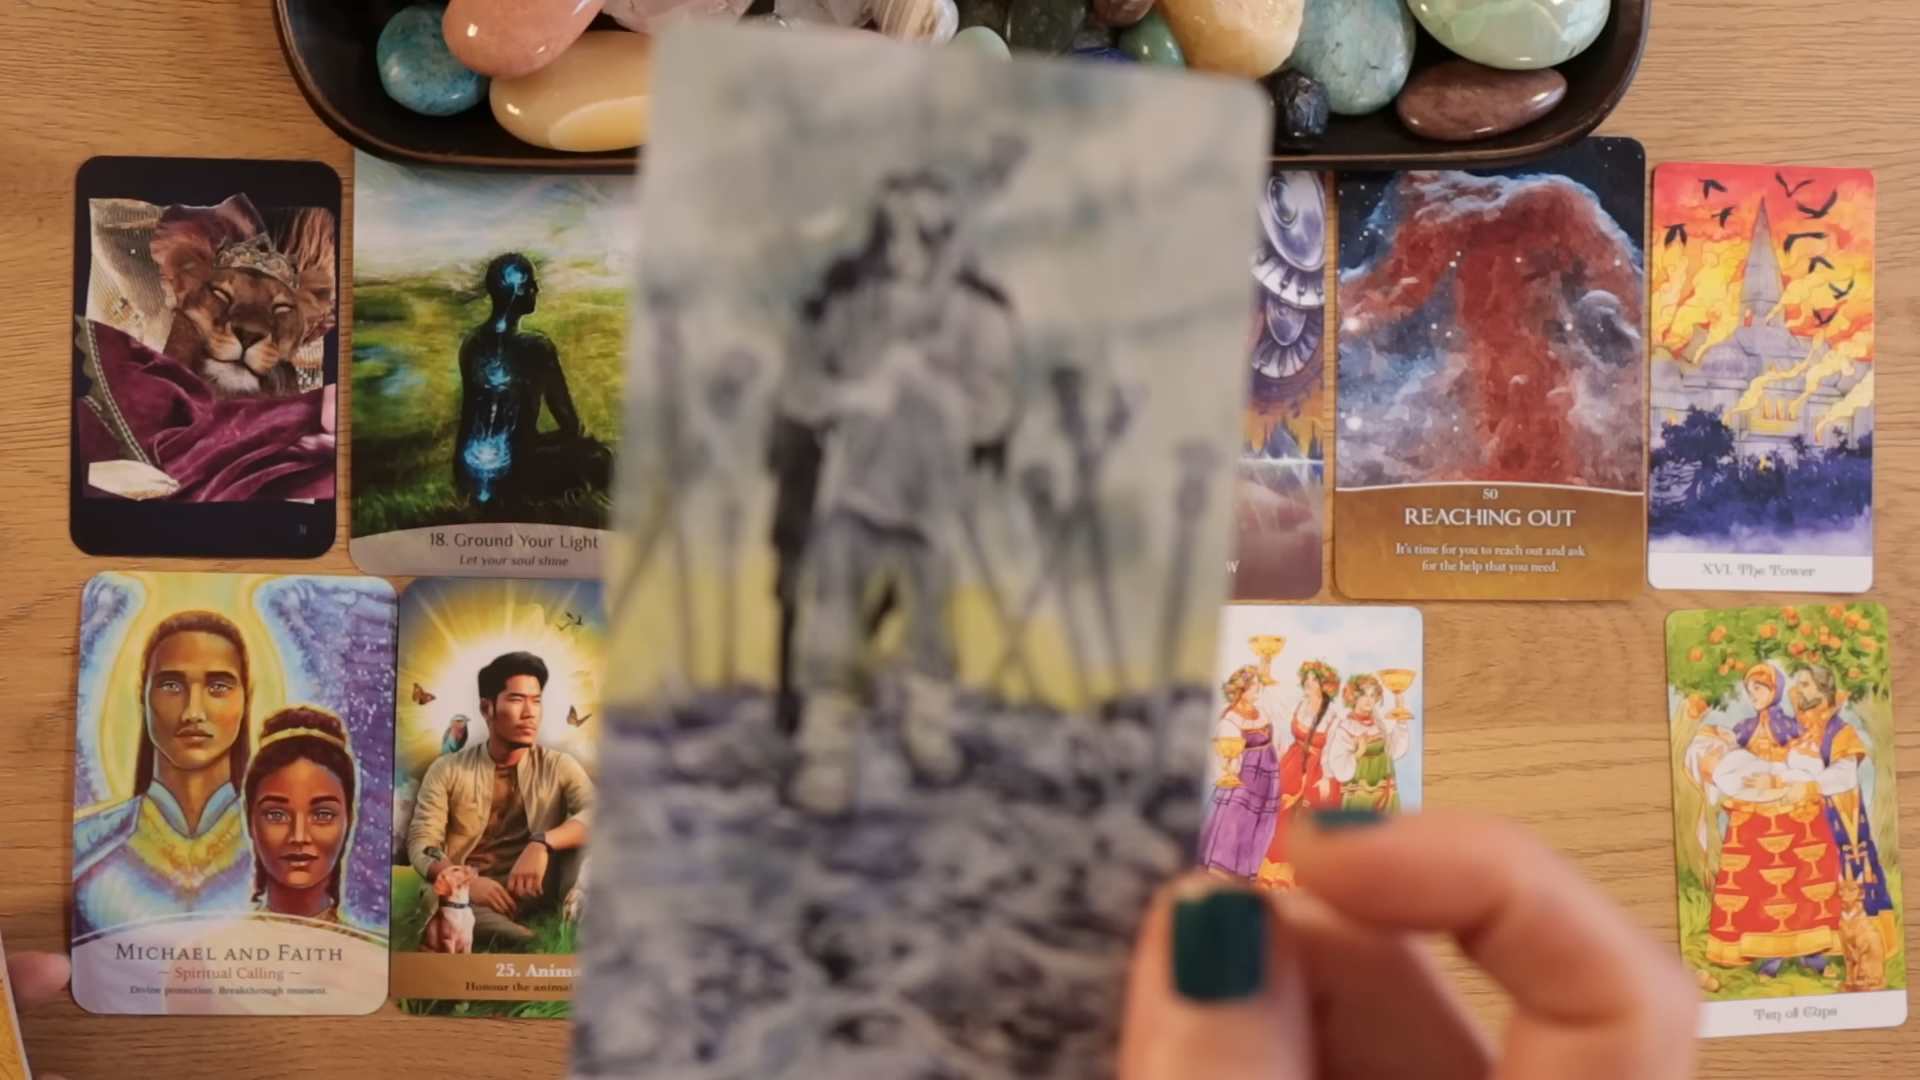 18. Ground Your Light
Let your soul shine
W
50
REACHING OUT
It's time for you to reach out and ask
for the help that you need.
XVI. The Tower
MICHAEL AND FAITH
~ Spiritual Calling ~
Divine protection. Breakthrough moment.
25. Anima
Honour the animal
Ten of Cups